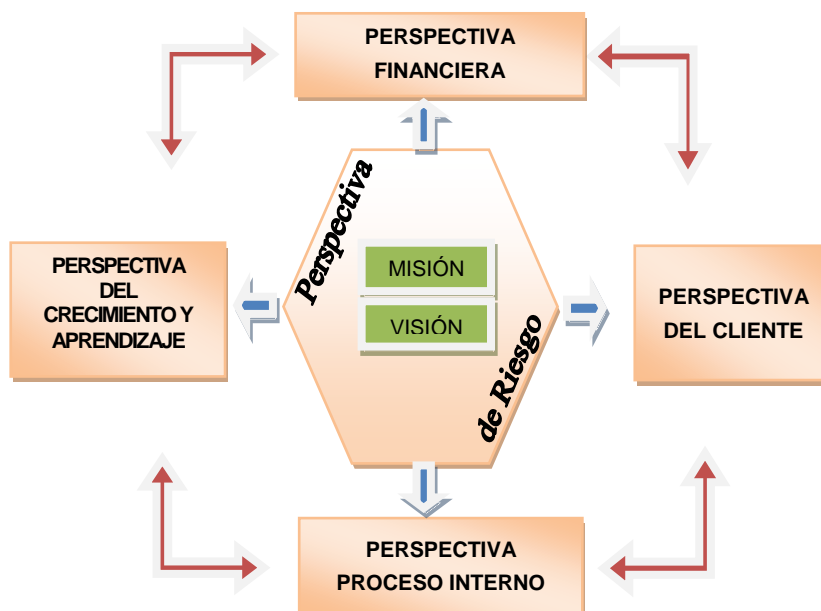 PERSPECTIVA
FINANCIERA
Perspectiva
MISIÓN
VISIÓN
de Riesgo
PERSPECTIVA
DEL
CRECIMIENTO Y
APRENDIZAJE
PERSPECTIVA
DEL CLIENTE
PERSPECTIVA
PROCESO INTERNO